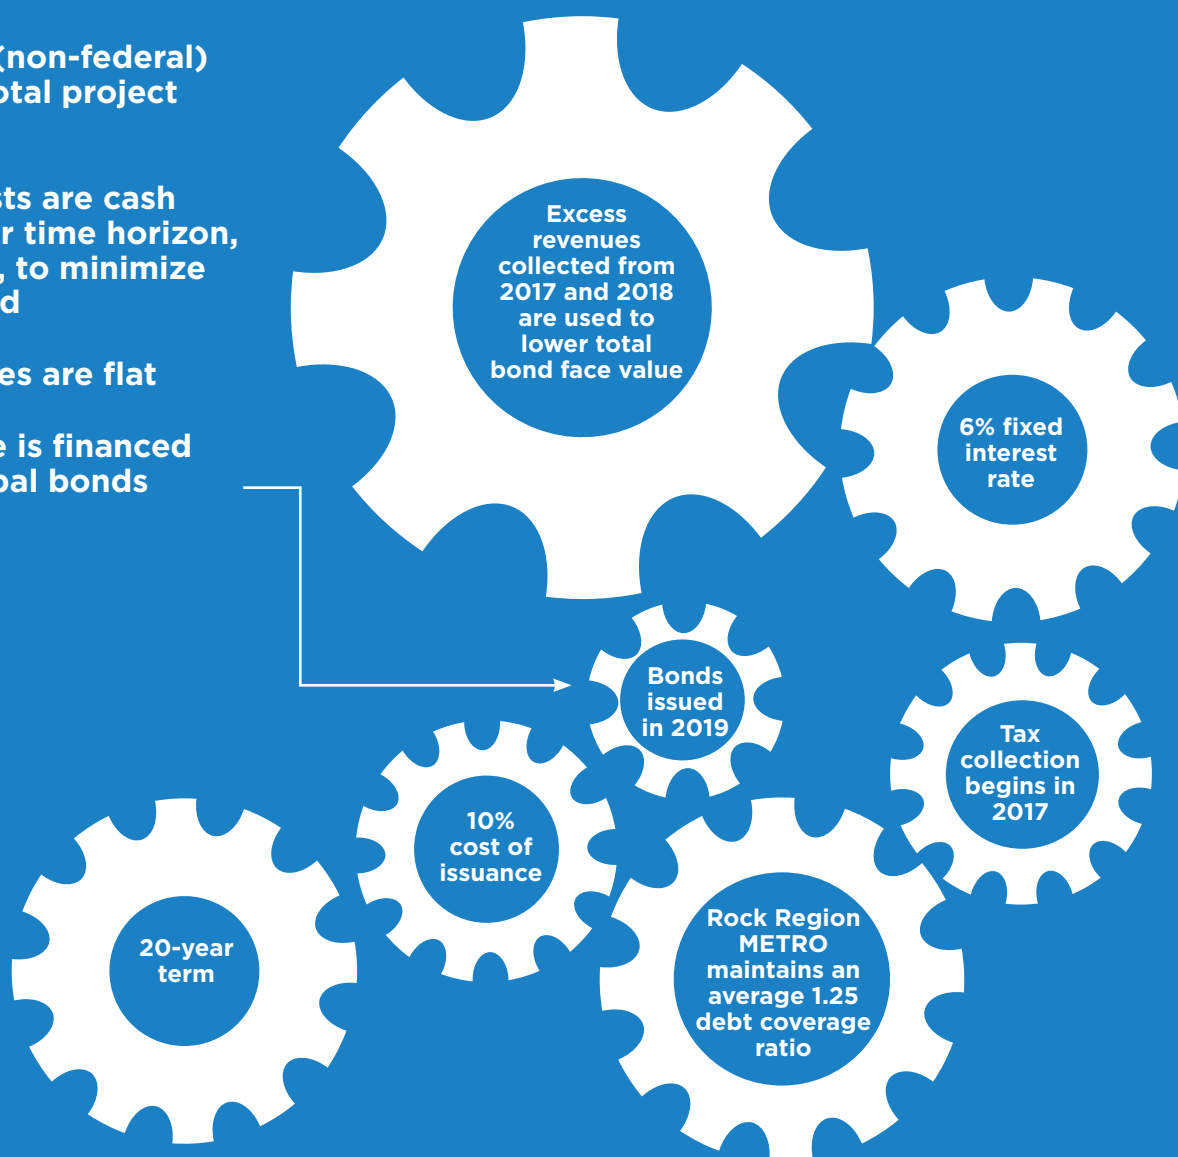 (non-federal)
otal project
sts are cash
r time horizon,
, to minimize
d
es are flat
e is financed
pal bonds
Excess
revenues
collected from
2017 and 2018
are used to
lower total
bond face value
6% fixed
interest
rate
Bonds
issued
in 2019
Tax
collection
begins in
2017
10%
cost of
issuance
Rock Region
METRO
maintains an
average 1.25
debt coverage
ratio
20-year
term